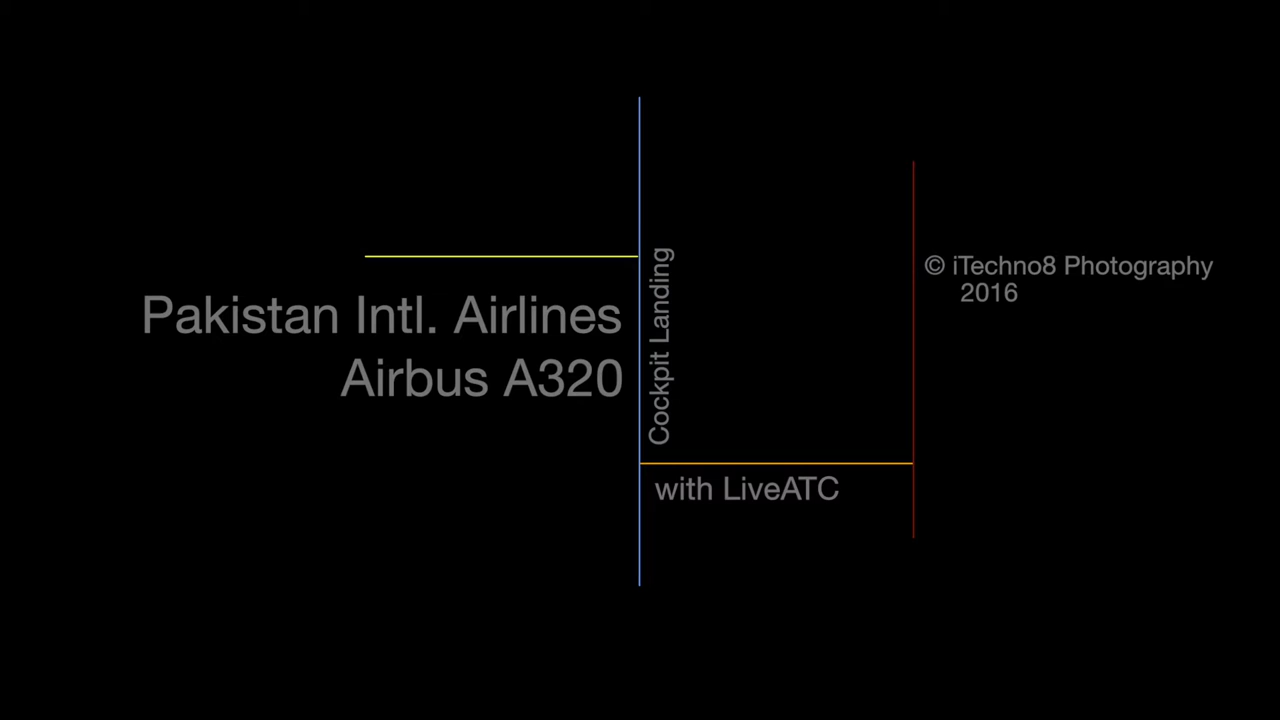 Pakistan Intl. Airlines
Airbus A320
Cockpit Landing
with LiveATC
© iTechno8 Photography
2016